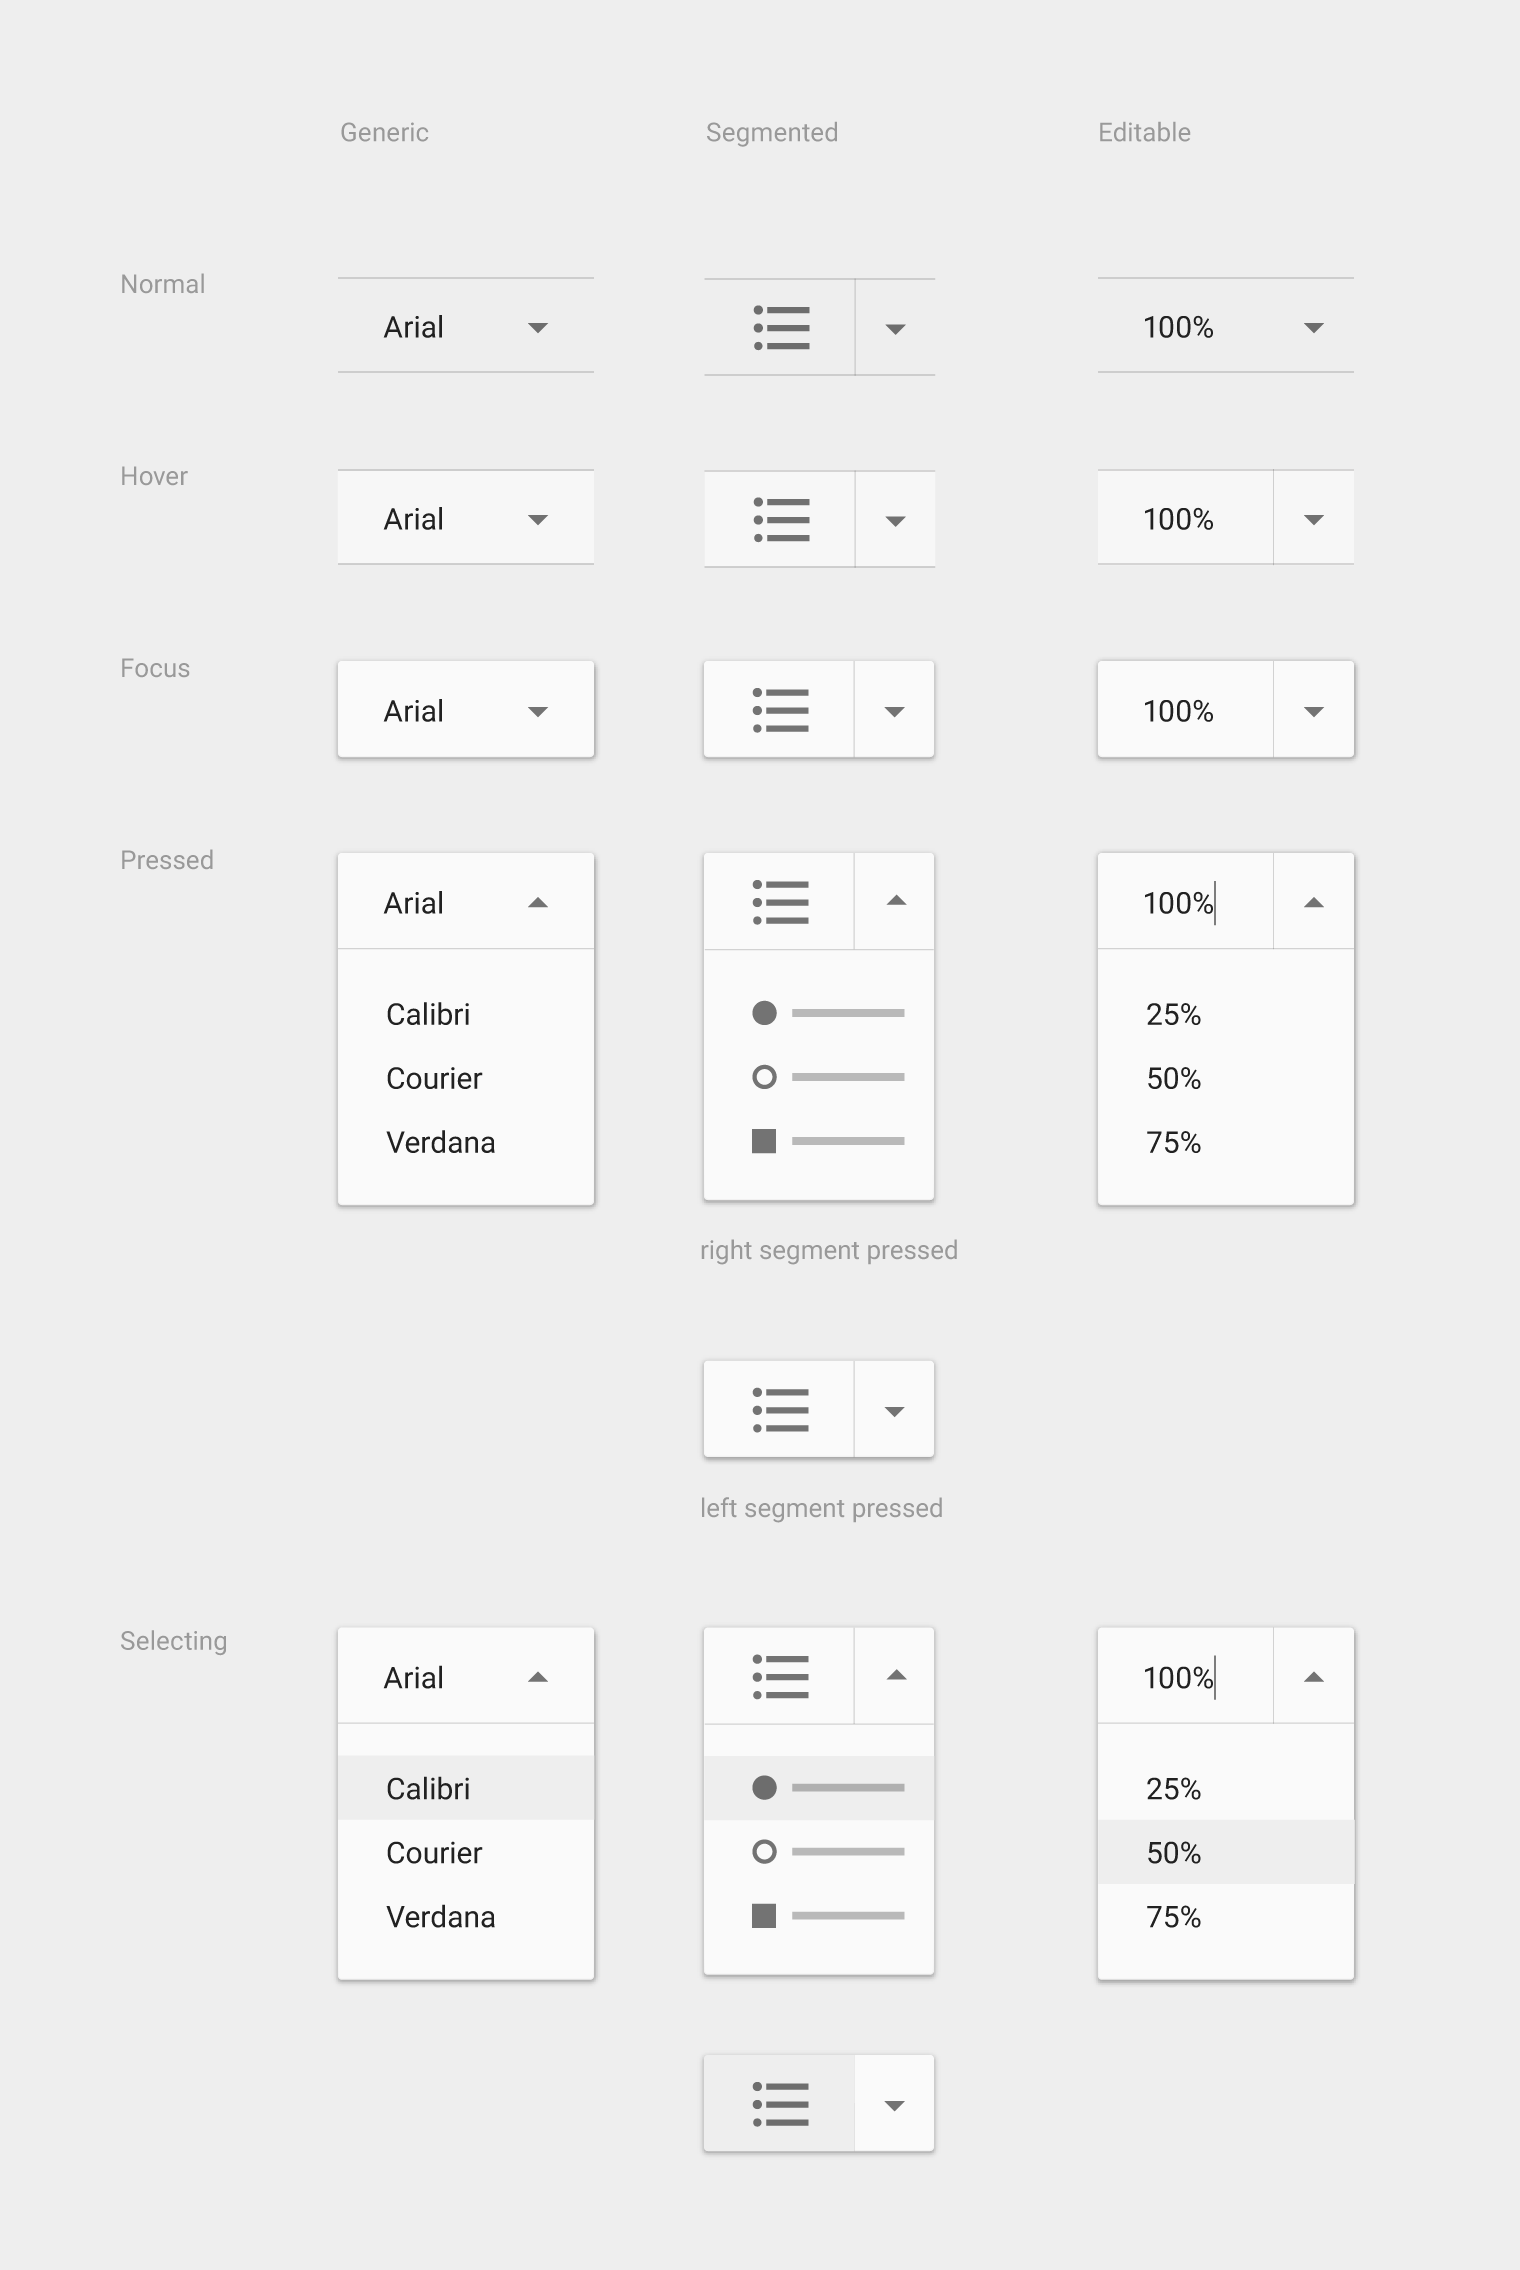 Generic Segmented Editable
Normal Arial 100%
Hover Arial 100%
Focus Arial 100%
Pressed Arial 100%
Calibri 25%
Courier 50%
Verdana 75%
right segment pressed
left segment pressed
Selecting Arial 100%
Calibri 25%
Courier 50%
Verdana 75%